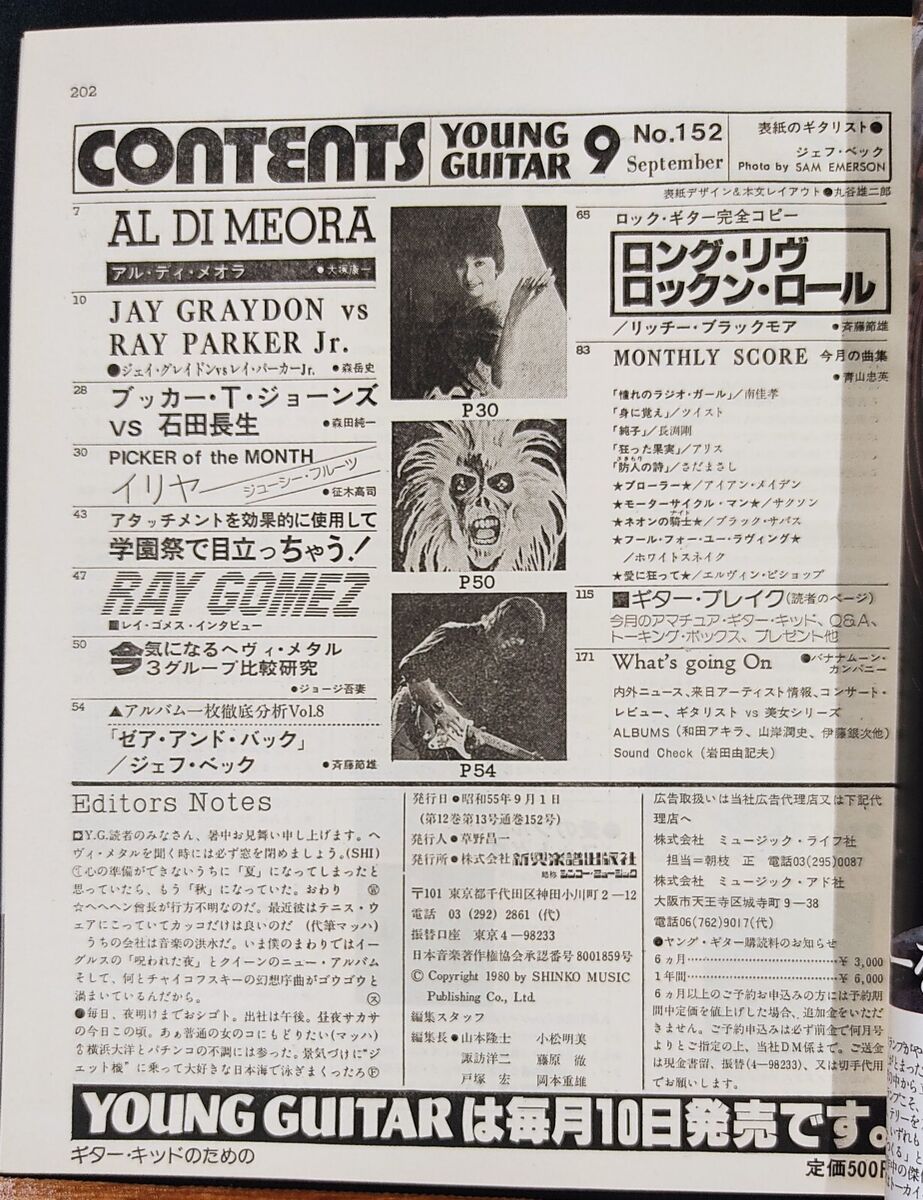 202
CONTENTS
YOUNG GUITAR 9
No.152
September
表紙のギタリスト●
ジェフ・ベック
Photo by SAM EMERSON
表紙デザイン&本文レイアウト●丸谷雄二郎
7
AL DI MEORA
アル・ディ・メオラ ●大塚康一
10
JAY GRAYDON vs
RAY PARKER Jr.
●ジェイ・グレイドンvsレイ・パーカーJr. ●森岳史
28
ブッカー・T・ジョーンズ
vs 石田長生 ●森田純一
30
PICKER of the MONTH
イリヤ ジューシー・フルーツ
●征木高司
43
アタッチメントを効果的に使用して
学園祭で目立っちゃう!
47
RAY GOMEZ
レイ・ゴメス・インタビュー
50
今気になるヘヴィ・メタル
3グループ比較研究
●ジョージ吾妻
54
▲アルバム一枚徹底分析Vol.8
「ゼア・アンド・バック」
/ジェフ・ベック ●斉藤節雄
P30
P50
P54
65
ロック・ギター完全コピー
ロング・リヴ
ロックン・ロール
/リッチー・ブラックモア ●斉藤節雄
83
MONTHLY SCORE 今月の曲集
●青山忠英
「憧れのラジオ・ガール」/南佳孝
「身に覚え」/ツイスト
「純子」/長渕剛
「狂った果実」/アリス
さきもり
「防人の詩」/さだまさし
★プローラー★/アイアン・メイデン
★モーターサイクル・マン★/サクソン
ナイト
★ネオンの騎士★/ブラック・サバス
★フール・フォー・ユー・ラヴィング★
/ホワイトスネイク
★愛に狂って★/エルヴィン・ビショップ
115
ギター・ブレイク(読者のページ)
今月のアマチュア・ギター・キッド、Q&A、
トーキング・ボックス、プレゼント他
171
What's going On ●バナナムーン・
カンパニー
内外ニュース、来日アーティスト情報、コンサート・
レビュー、ギタリスト vs 美女シリーズ
ALBUMS (和田アキラ、山岸潤史、伊藤銀次他)
Sound Check (岩田由記夫)
Editors Notes
Y.G.読者のみなさん、暑中お見舞い申し上げます。ヘ
ヴィ・メタルを聞く時には必ず窓を閉めましょう。(SHI)
心の準備ができないうちに「夏」になってしまったと
思っていたら、もう「秋」になっていた。おわり
☆ヘヘヘン曾長が行方不明なのだ。最近彼はテニス・ウ
ェアにこっていてカッコだけは良いのだ (代筆マッハ)
うちの会社は音楽の洪水だ。いま僕のまわりではイー
グルスの「呪われた夜」とクイーンのニュー・アルバム
そして、何とチャイコフスキーの幻想序曲がゴウゴウと
渦まいているんだから。 ㋜
●毎日、夜明けまでおシゴト。出社は午後。昼夜サカサ
の今日この頃。あぁ普通の女のコにもどりたい(マッハ)
横浜大洋とパチンコの不調には参った。景気づけに"ジ
ェット機"に乗って大好きな日本海で泳ぎまくったろ
発行日●昭和55年9月1日
(第12巻第13号通巻152号)
発行人●草野昌一
発行所●株式会社 新興楽譜出版社
略称 シンコー・ミュージック
〒101 東京都千代田区神田小川町2-12
電話 03 (292) 2861 (代)
振替口座 東京4-98233
日本音楽著作権協会承認番号8001859号
© Copyright 1980 by SHINKO MUSIC
Publishing Co., Ltd.
編集スタッフ
編集長●山本隆士 小松明美
諏訪洋二 藤原 徹
戸塚 宏 岡本重雄
広告取扱いは当社広告代理店又は下記代
理店へ
株式会社 ミュージック・ライフ社
担当=朝枝 正 電話03(295)0087
株式会社 ミュージック・アド社
大阪市天王寺区城寺町9-38
電話06(762)9017(代)
●ヤング・ギター購読料のお知らせ
6ヵ月……¥ 3,000
1年間……¥ 6,000
6ヵ月以上のご予約お申込みの方には予約期
間中定価を値上げした場合、追加金をいただ
きません。ご予約申込みは必ず前金で何月号
よりとご指定の上、当社DM係まで。ご送金
は現金書留、振替(4-98233)、又は切手代用
でお願いします。
YOUNG GUITARは毎月10日発売です。
ギター・キッドのための
定価500